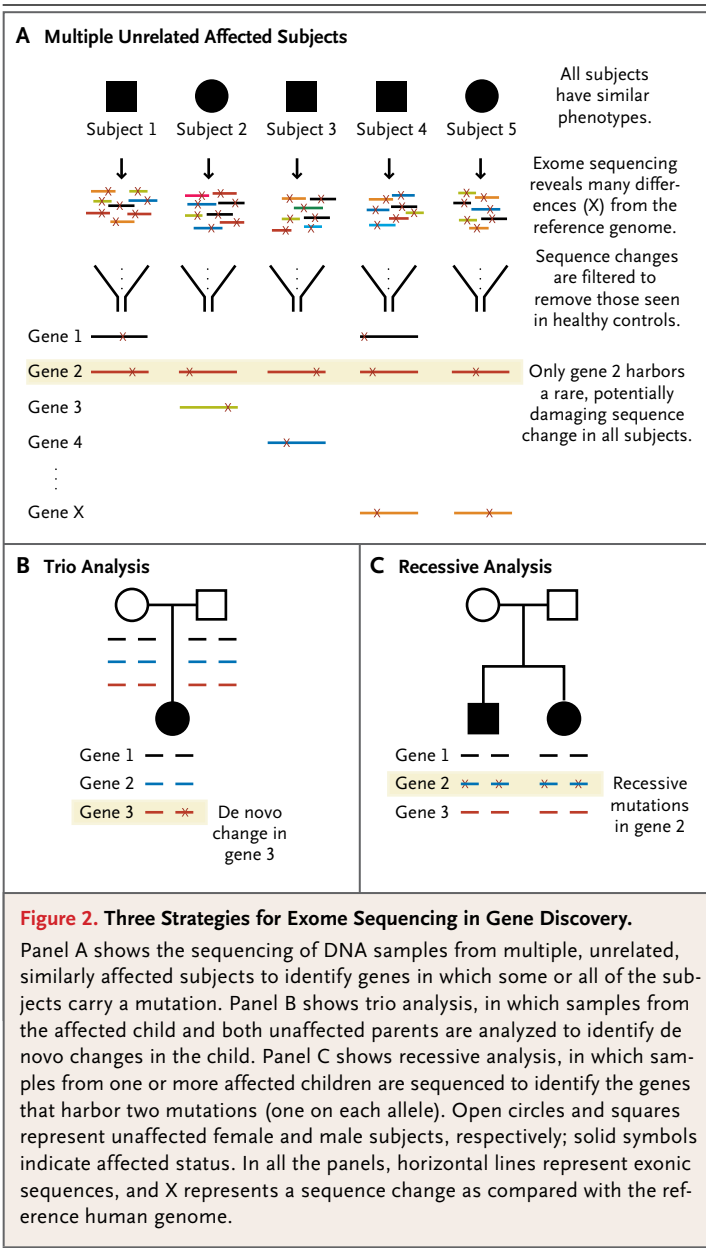 A Multiple Unrelated Affected Subjects
Subject 1 Subject 2 Subject 3 Subject 4 Subject 5
All subjects
have similar
phenotypes.
Exome sequencing
reveals many differ-
ences (X) from the
reference genome.
Sequence changes
are filtered to
remove those seen
in healthy controls.
Gene 1
Gene 2
Only gene 2 harbors
a rare, potentially
damaging sequence
change in all subjects.
Gene 3
Gene 4
Gene X
B Trio Analysis
Gene 1
Gene 2
Gene 3
De novo
change in
gene 3
C Recessive Analysis
Gene 1
Gene 2
Gene 3
Recessive
mutations
in gene 2
Figure 2. Three Strategies for Exome Sequencing in Gene Discovery.
Panel A shows the sequencing of DNA samples from multiple, unrelated,
similarly affected subjects to identify genes in which some or all of the sub-
jects carry a mutation. Panel B shows trio analysis, in which samples from
the affected child and both unaffected parents are analyzed to identify de
novo changes in the child. Panel C shows recessive analysis, in which sam-
ples from one or more affected children are sequenced to identify the genes
that harbor two mutations (one on each allele). Open circles and squares
represent unaffected female and male subjects, respectively; solid symbols
indicate affected status. In all the panels, horizontal lines represent exonic
sequences, and X represents a sequence change as compared with the ref-
erence human genome.